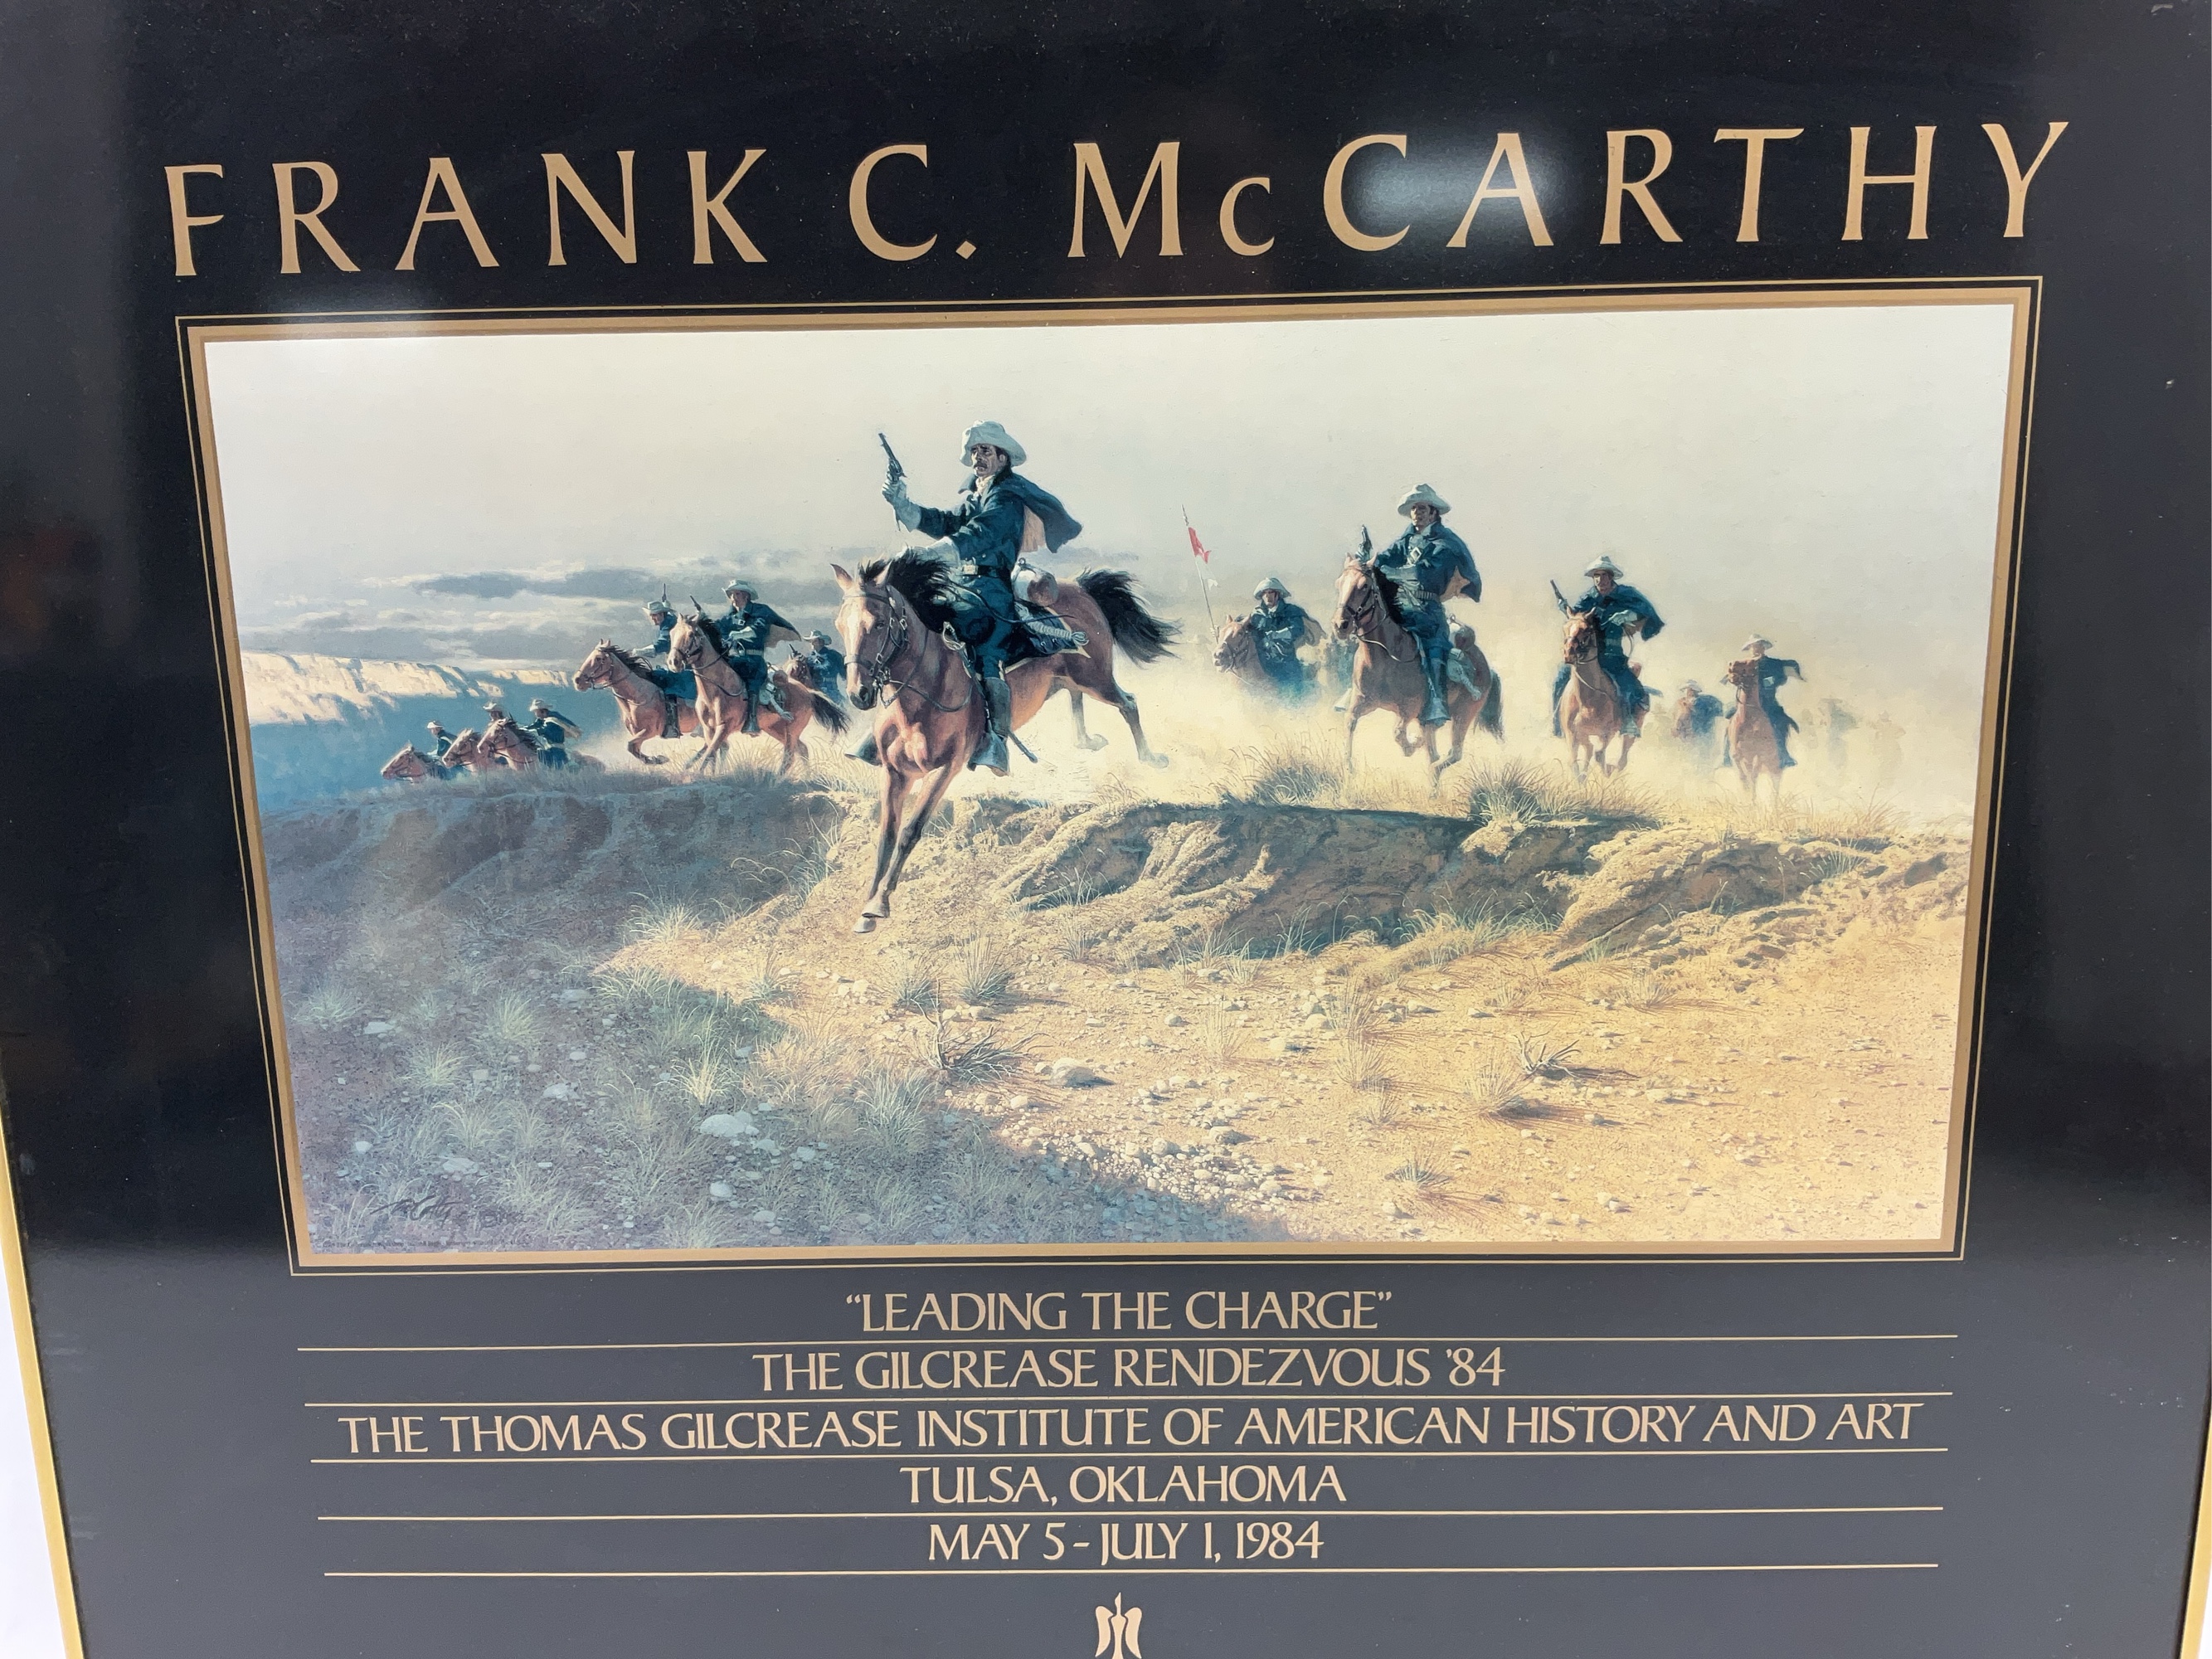 FRANK C. McCARTHY
McCarthy
“LEADING THE CHARGE”
THE GILCREASE RENDEZVOUS ’84
THE THOMAS GILCREASE INSTITUTE OF AMERICAN HISTORY AND ART
TULSA, OKLAHOMA
MAY 5 - JULY 1, 1984